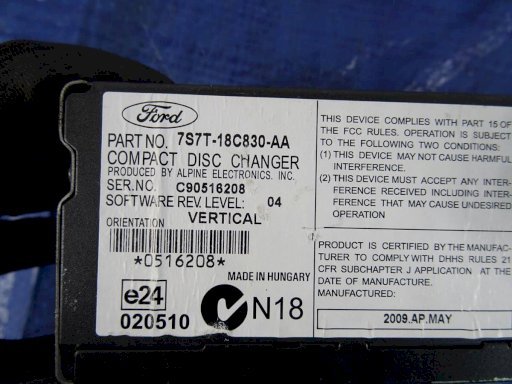 Ford
PART NO. 7S7T-18C830-AA
COMPACT DISC CHANGER
PRODUCED BY ALPINE ELECTRONICS. INC.
SER.NO. C90516208
SOFTWARE REV. LEVEL: 04
ORIENTATION VERTICAL
*0516208*
MADE IN HUNGARY
e24
020510
N18
THIS DEVICE COMPLIES WITH PART 15 OF
THE FCC RULES. OPERATION IS SUBJECT
TO THE FOLLOWING TWO CONDITIONS:
(1) THIS DEVICE MAY NOT CAUSE HARMFUL
INTERFERENCE.
(2) THIS DEVICE MUST ACCEPT ANY INTER-
FERENCE RECEIVED INCLUDING INTER-
FERENCE THAT MAY CAUSE UNDESIRED
OPERATION
PRODUCT IS CERTIFIED BY THE MANUFAC-
TURER TO COMPLY WITH DHHS RULES 21
CFR SUBCHAPTER J APPLICATION AT THE
DATE OF MANUFACTURE.
MANUFACTURED:
2009.AP.MAY